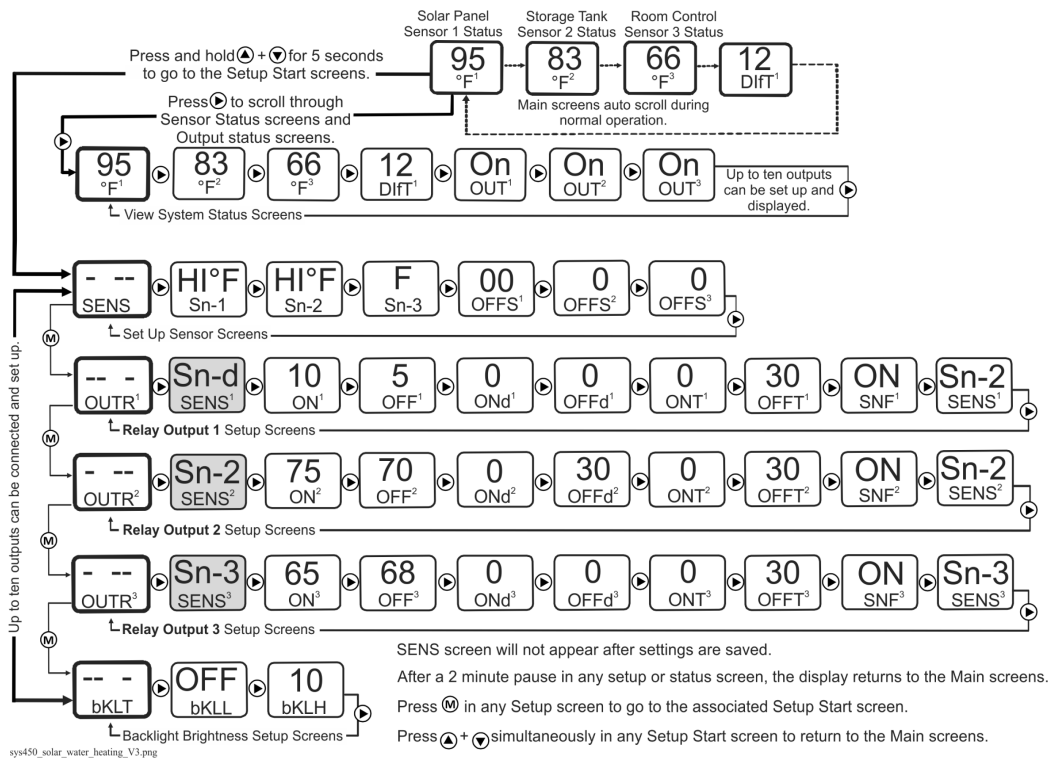 Solar Panel
Sensor 1 Status
Storage Tank
Sensor 2 Status
Room Control
Sensor 3 Status
Press and hold + for 5 seconds
to go to the Setup Start screens.
95
°F1
83
°F2
66
°F3
12
DIfT1
Main screens auto scroll during
normal operation.
Press to scroll through
Sensor Status screens and
Output status screens.
95
°F1
83
°F2
66
°F3
12
DIfT1
On
OUT1
On
OUT2
On
OUT3
Up to ten outputs
can be set up and
displayed.
View System Status Screens
- --
SENS
HI°F
Sn-1
HI°F
Sn-2
F
Sn-3
00
OFFS1
0
OFFS2
0
OFFS3
Set Up Sensor Screens
M
Up to ten outputs can be connected and set up.
-- -
OUTR1
Sn-d
SENS1
10
ON1
5
OFF1
0
ONd1
0
OFFd1
0
ONT1
30
OFFT1
ON
SNF1
Sn-2
SENS1
Relay Output 1 Setup Screens
M
- --
OUTR2
Sn-2
SENS2
75
ON2
70
OFF2
0
ONd2
30
OFFd2
0
ONT2
30
OFFT2
ON
SNF2
Sn-2
SENS2
Relay Output 2 Setup Screens
M
- --
OUTR3
Sn-3
SENS3
65
ON3
68
OFF3
0
ONd3
0
OFFd3
0
ONT3
30
OFFT3
ON
SNF3
Sn-3
SENS3
Relay Output 3 Setup Screens
M
-- -
bKLT
OFF
bKLL
10
bKLH
Backlight Brightness Setup Screens
SENS screen will not appear after settings are saved.
After a 2 minute pause in any setup or status screen, the display returns to the Main screens.
Press M in any Setup screen to go to the associated Setup Start screen.
Press + simultaneously in any Setup Start screen to return to the Main screens.
sys450_solar_water_heating_V3.png